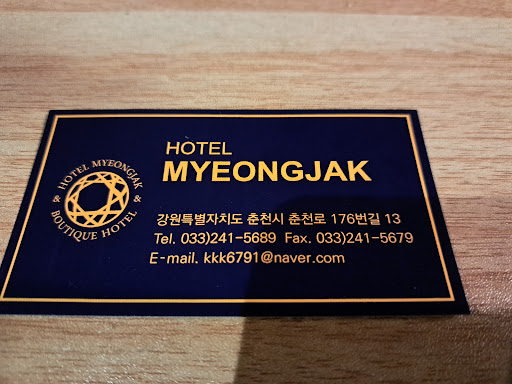 HOTEL
MYEONGJAK
HOTEL MYEONGJAK
BOUTIQUE HOTEL
강원특별자치도 춘천시 춘천로 176번길 13
Tel. 033)241-5689 Fax. 033)241-5679
E-mail. kkk6791@naver.com